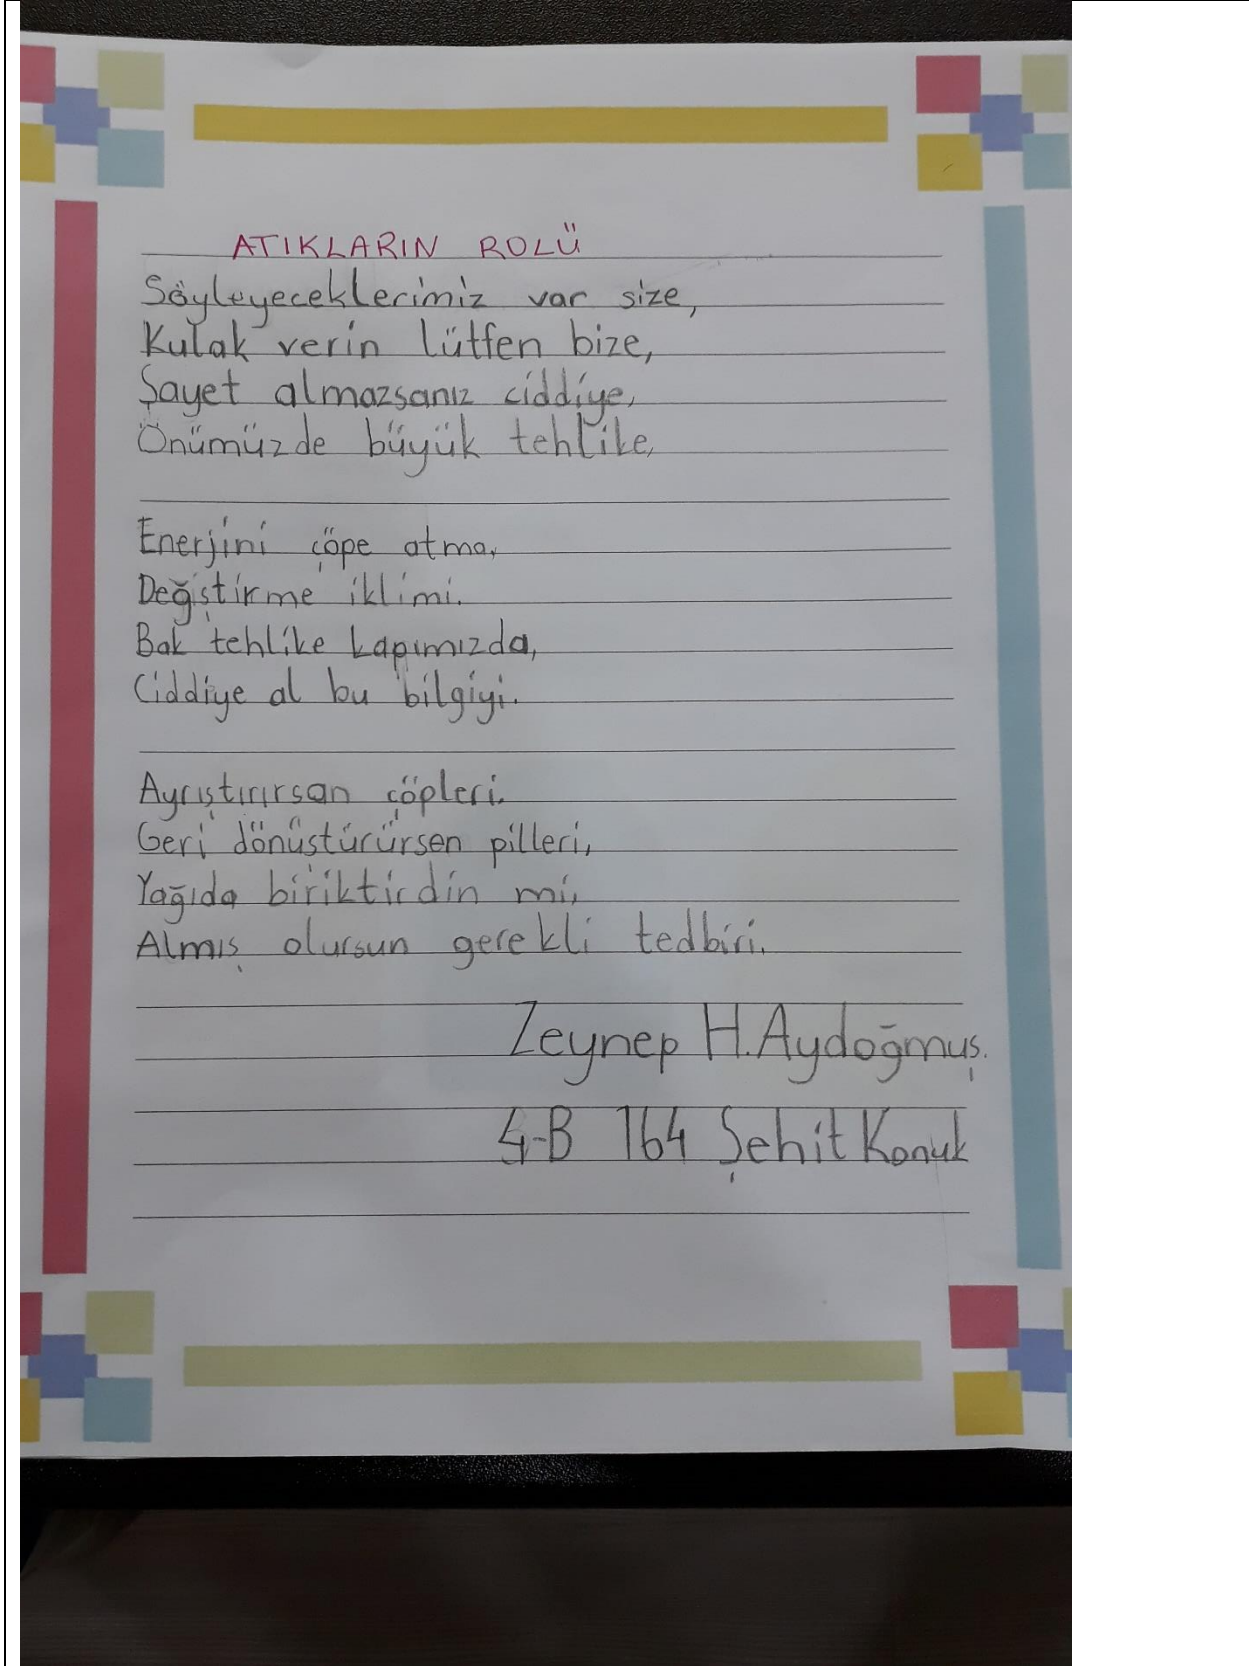 ATIKLARIN ROLÜ
Söyleyeceklerimiz var size,
Kulak verin lütfen bize,
Şayet almazsanız ciddiye,
Önümüzde büyük tehlike,
Enerjini çöpe atma,
Değiştirme iklimi.
Bak tehlike kapımızda,
Ciddiye al bu bilgiyi.
Ayrıştırırsan çöpleri.
Geri dönüştürürsen pilleri,
Yağıda biriktirdin mi,
Almış olursun gerekli tedbiri.
Zeynep H.Aydoğmuş.
4-B 164 Şehit Konuk